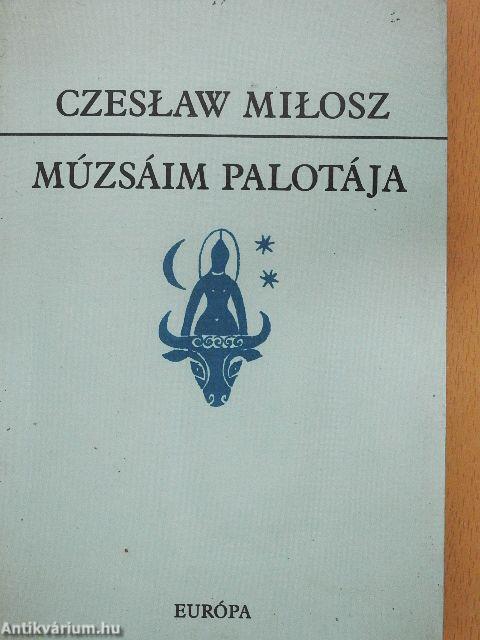 CZESŁAW MIŁOSZ
MÚZSÁIM PALOTÁJA
EURÓPA
Antikvárium.hu